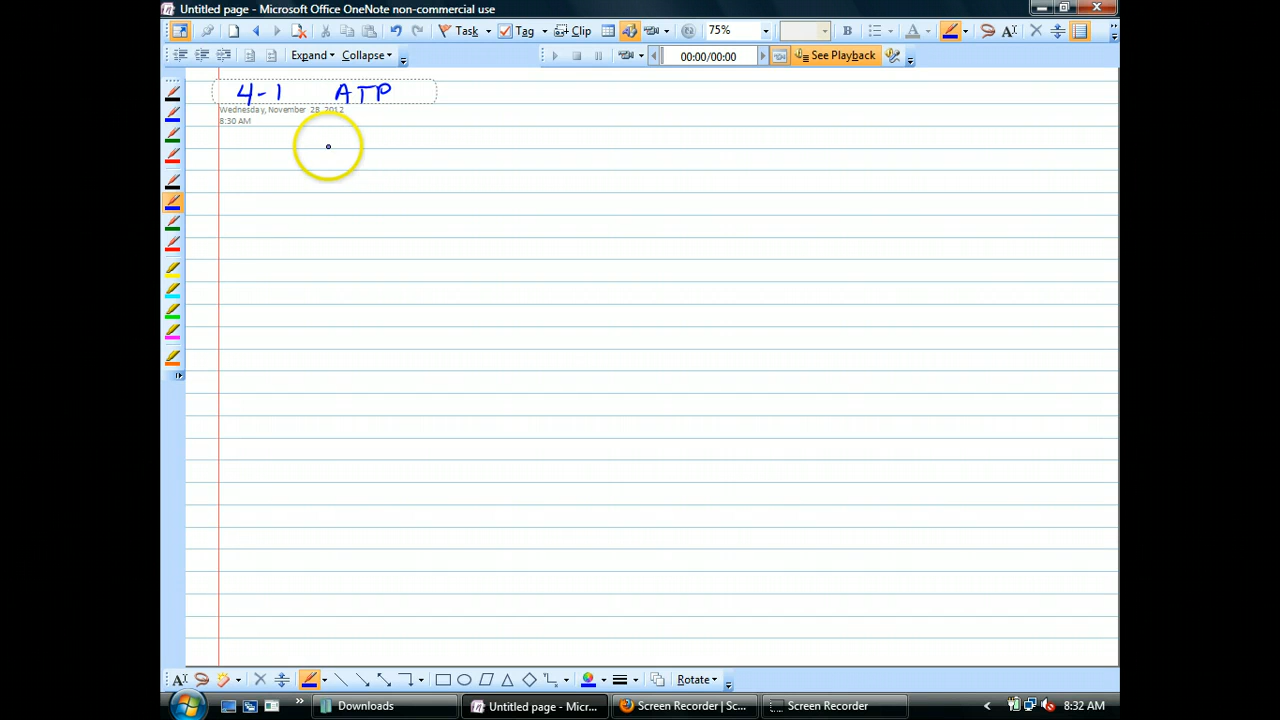 Untitled page - Microsoft Office OneNote non-commercial use
Task Tag Clip 75% B A
Expand Collapse 00:00/00:00 See Playback
4-1 ATP
Wednesday, November 28, 2012
8:30 AM
Rotate
Downloads Untitled page - Micr... Screen Recorder | Sc... Screen Recorder 8:32 AM